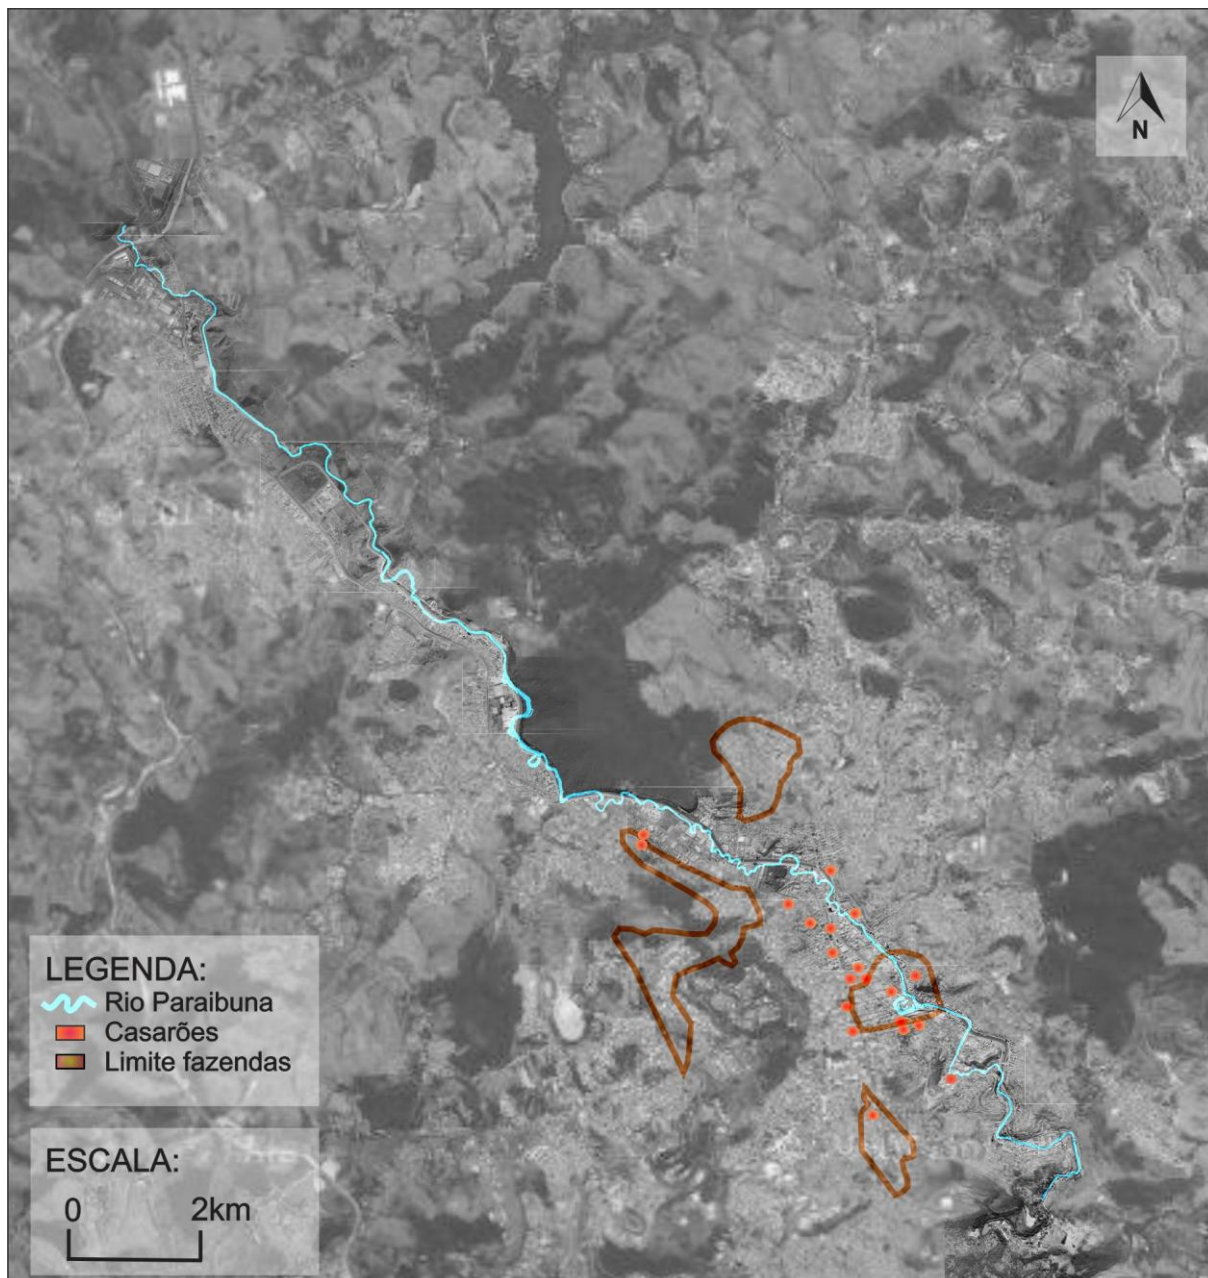 N
LEGENDA:
Rio Paraibuna
Casarões
Limite fazendas
ESCALA:
0 2km